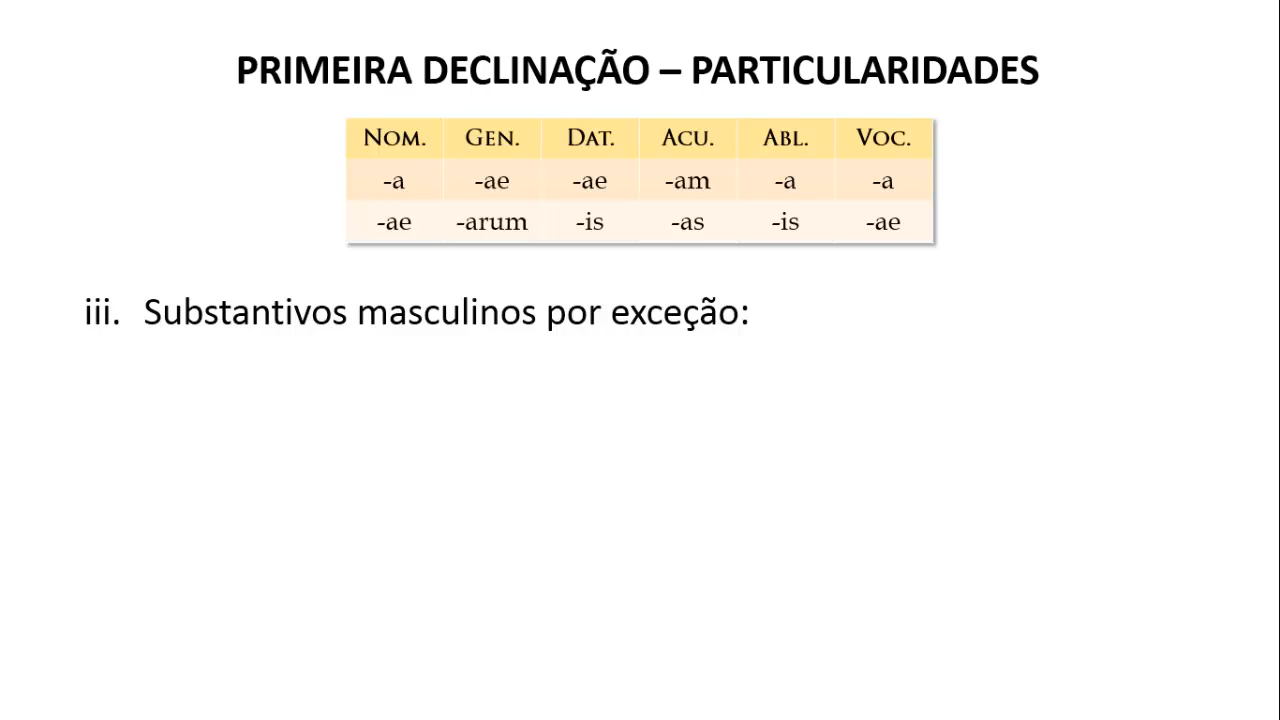 PRIMEIRA DECLINAÇÃO – PARTICULARIDADES
Nom. Gen. Dat. Acu. Abl. Voc.
-a -ae -ae -am -a -a
-ae -arum -is -as -is -ae
iii. Substantivos masculinos por exceção: